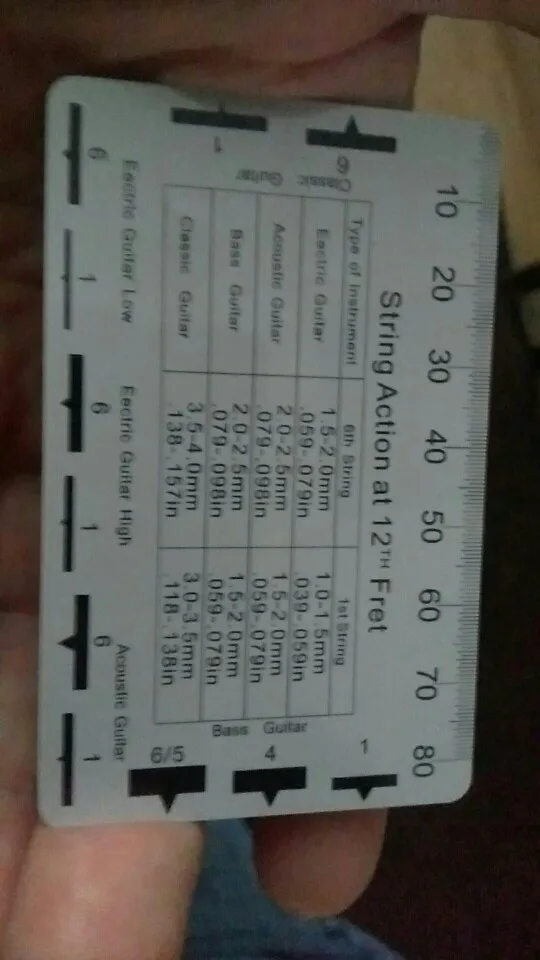 10 20 30 40 50 60 70 80
String Action at 12TH Fret
Type of Instrument 6th String 1st String
Eectric Guitar 1.5-2.0mm 1.0-1.5mm
.059-.079in .039-.059in
Acoustic Guitar 2.0-2.5mm 1.5-2.0mm
.079-.098in .059-.079in
Bass Guitar 2.0-2.5mm 1.5-2.0mm
.079-.098in .059-.079in
Classic Guitar 3.5-4.0mm 3.0-3.5mm
.138-.157in .118-.138in
Classic Guitar
6 1
Bass Guitar
1 4 6/5
Eectric Guitar Low Eectric Guitar High Acoustic Guitar
6 1 6 1 6 1